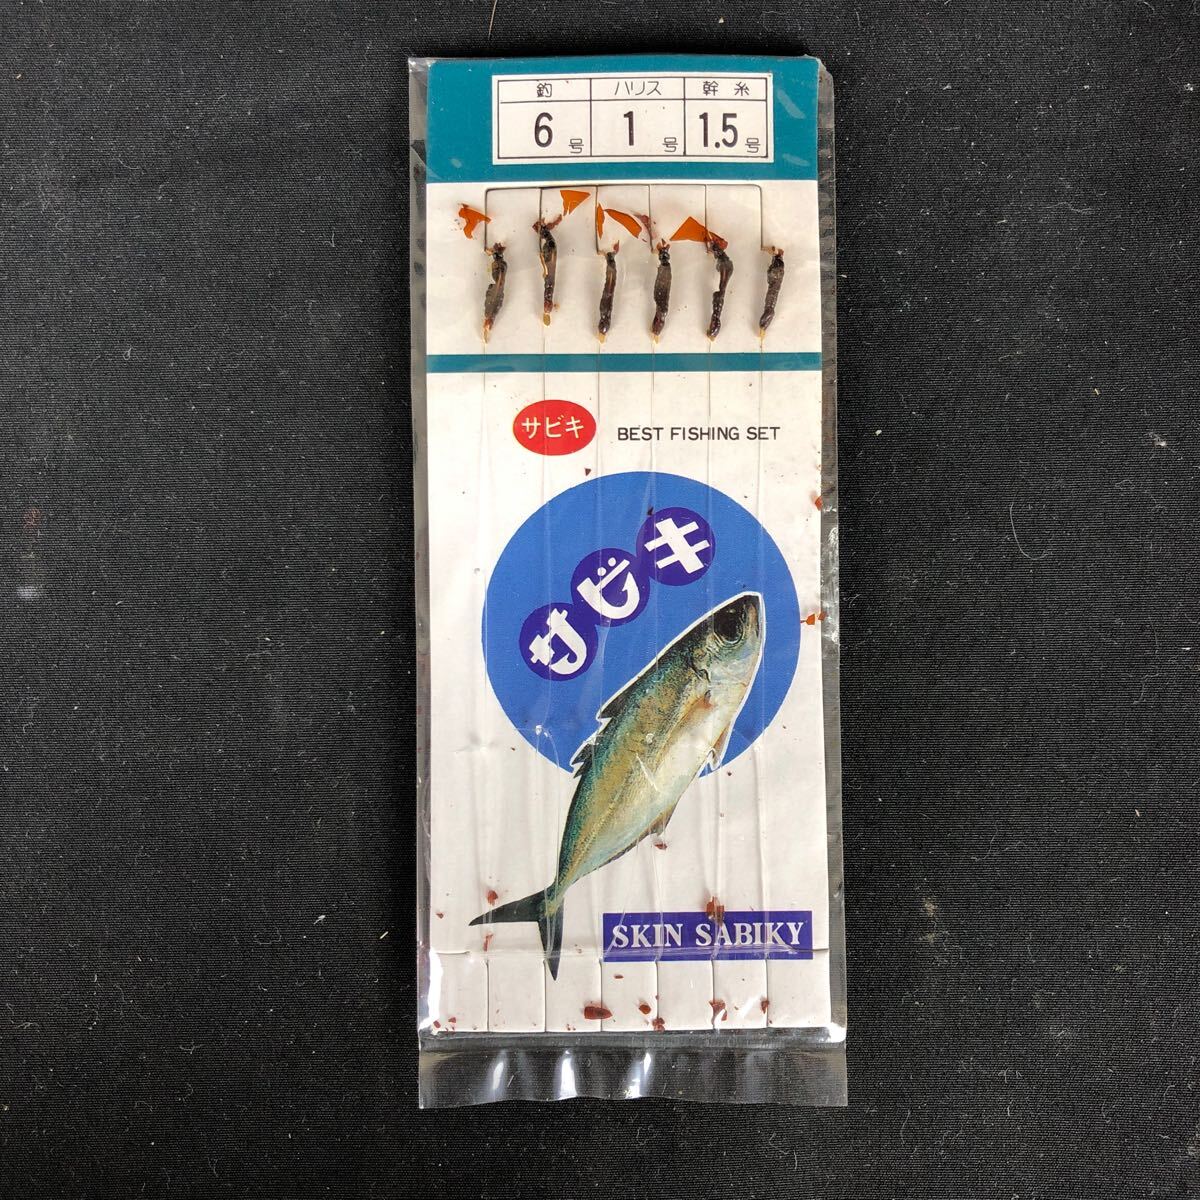 釣 ハリス 幹糸
6号 1号 1.5号
サビキ BEST FISHING SET
サビキ
SKIN SABIKY